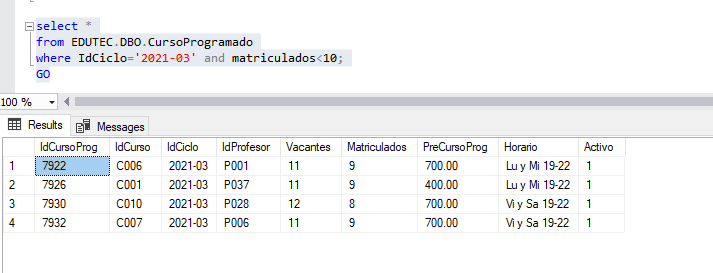 select *
from EDUTEC.DBO.CursoProgramado
where IdCiclo='2021-03' and matriculados<10;
GO
100 %
Results Messages
IdCursoProg IdCurso IdCiclo IdProfesor Vacantes Matriculados PreCursoProg Horario Activo
1 7922 C006 2021-03 P001 11 9 700.00 Lu y Mi 19-22 1
2 7926 C001 2021-03 P037 11 9 400.00 Lu y Mi 19-22 1
3 7930 C010 2021-03 P028 12 8 700.00 Vi y Sa 19-22 1
4 7932 C007 2021-03 P006 11 9 700.00 Vi y Sa 19-22 1